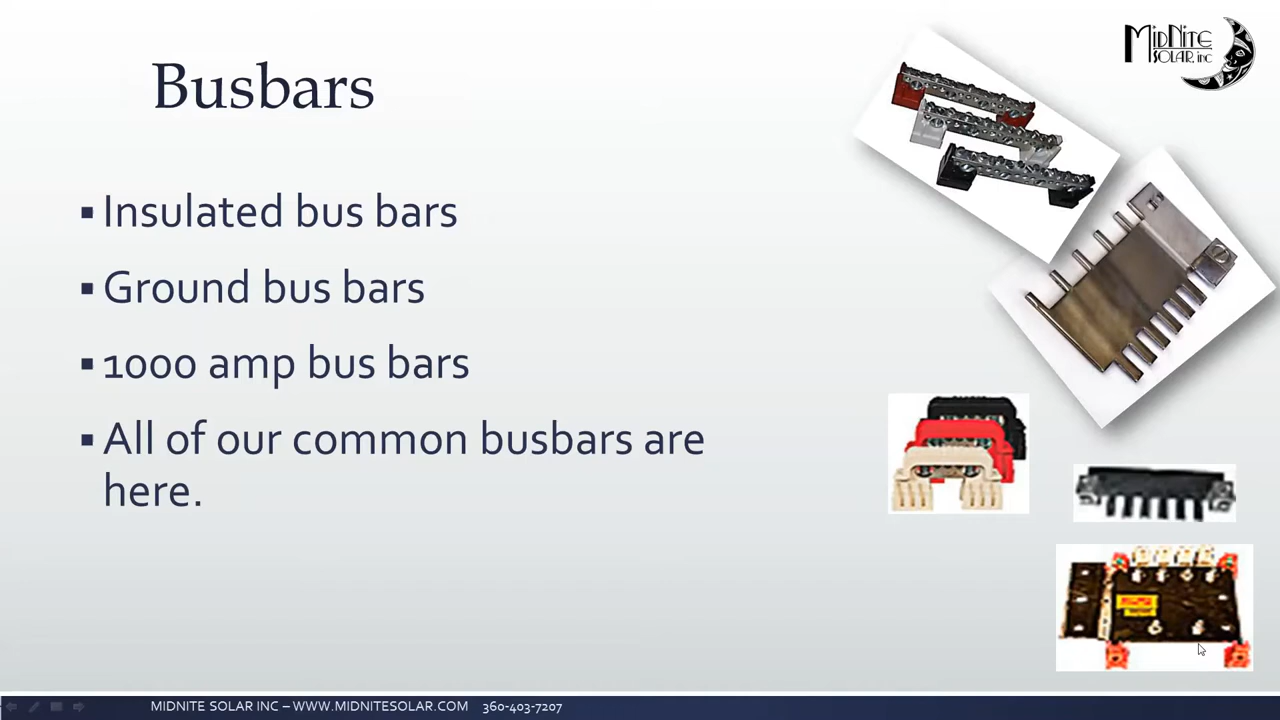 Busbars
MidNite
Solar, inc
Insulated bus bars
Ground bus bars
1000 amp bus bars
All of our common busbars are
here.
MIDNITE SOLAR INC – WWW.MIDNITESOLAR.COM 360-403-7207